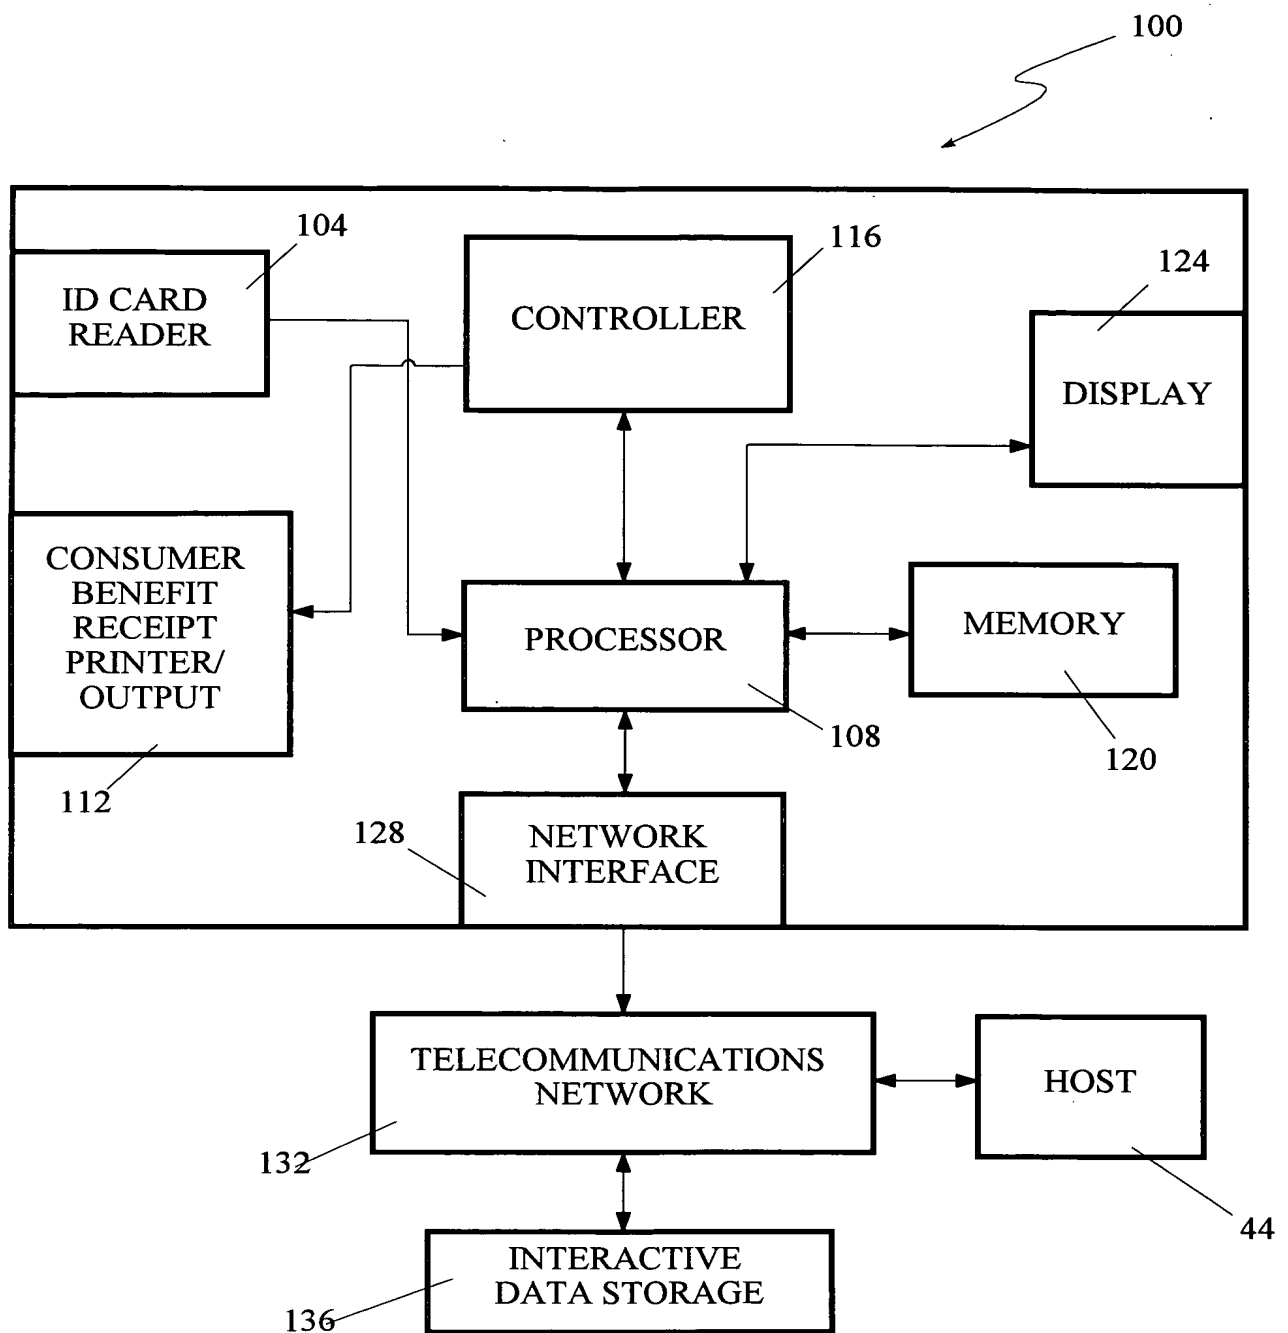 100
104
ID CARD
READER
116
CONTROLLER
124
DISPLAY
CONSUMER
BENEFIT
RECEIPT
PRINTER/
OUTPUT
112
PROCESSOR
108
MEMORY
120
128
NETWORK
INTERFACE
TELECOMMUNICATIONS
NETWORK
132
HOST
44
INTERACTIVE
DATA STORAGE
136